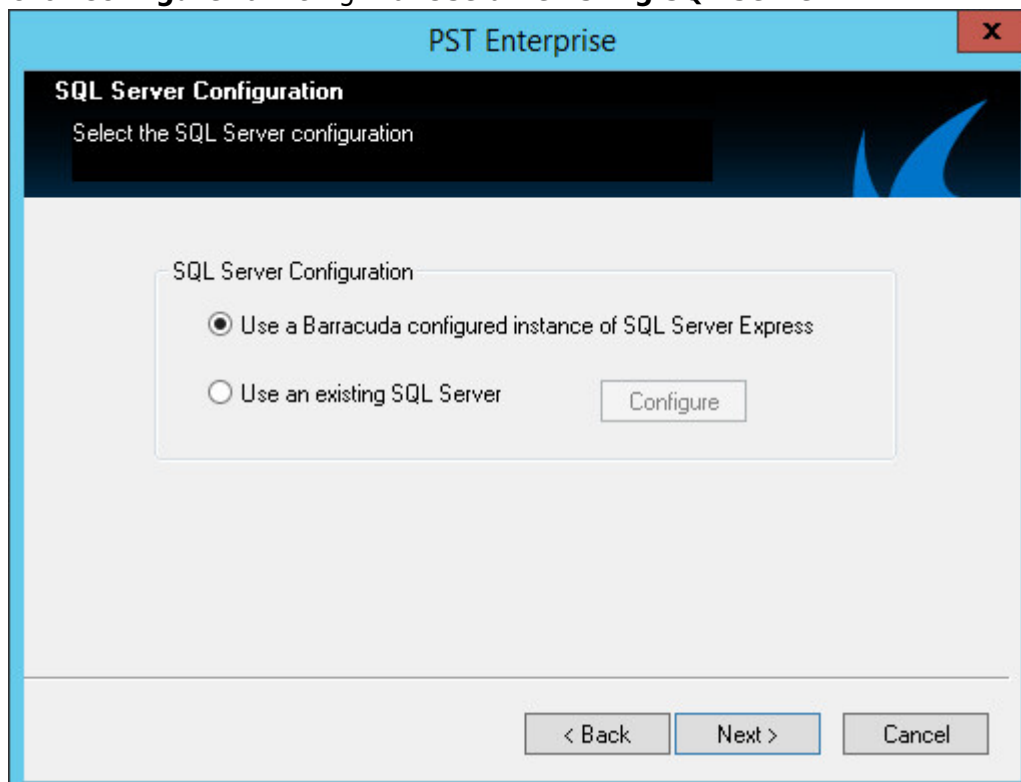 PST Enterprise
x
SQL Server Configuration
Select the SQL Server configuration
SQL Server Configuration
Use a Barracuda configured instance of SQL Server Express
Use an existing SQL Server
Configure
< Back
Next >
Cancel